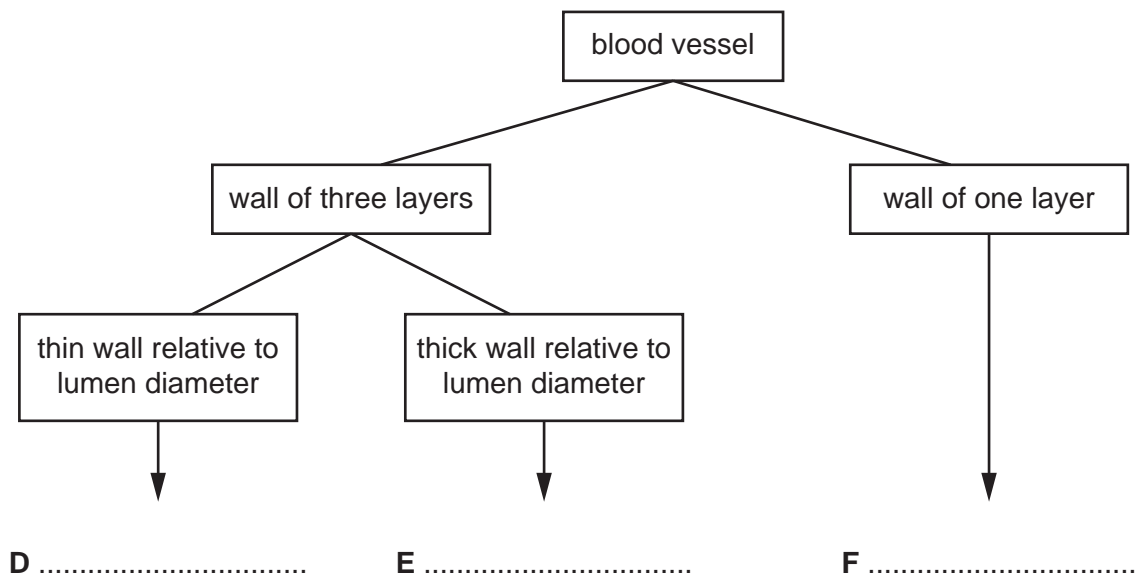 blood vessel
wall of three layers
wall of one layer
thin wall relative to
lumen diameter
thick wall relative to
lumen diameter
D .................................
E .................................
F .................................